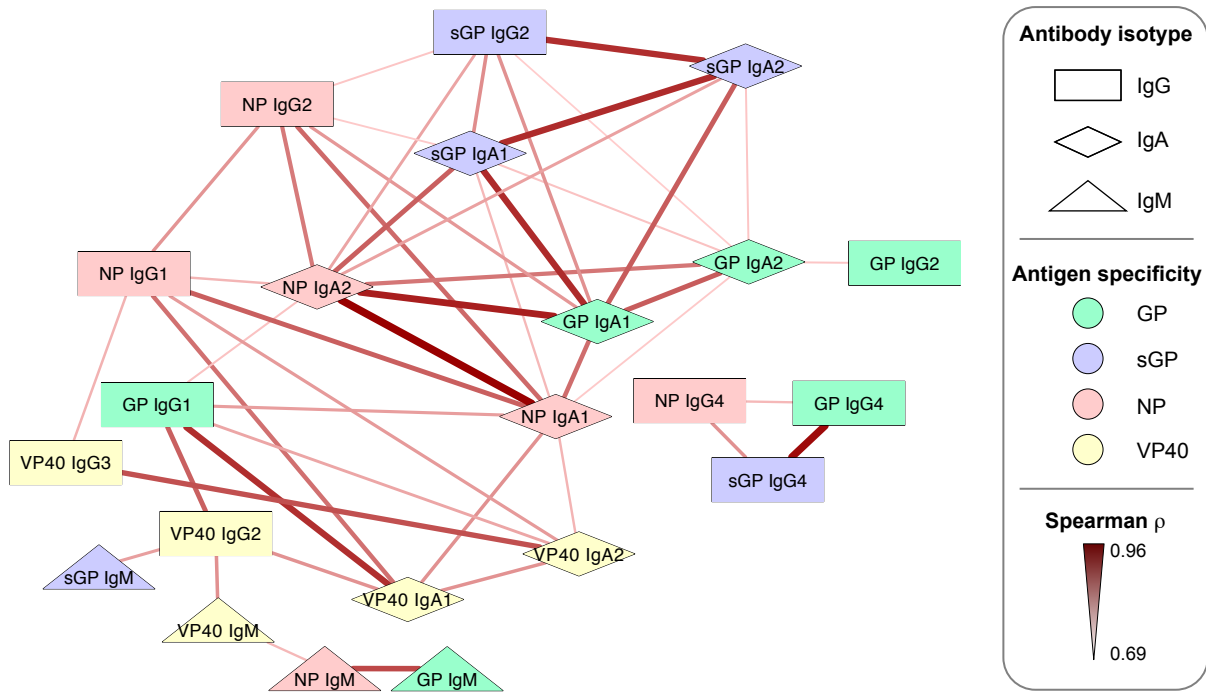 sGP IgG2
sGP IgA2
NP IgG2
sGP IgA1
NP IgG1
NP IgA2
GP IgA2
GP IgG2
GP IgA1
GP IgG1
NP IgA1
NP IgG4
GP IgG4
VP40 IgG3
sGP IgG4
VP40 IgG2
VP40 IgA2
sGP IgM
VP40 IgA1
VP40 IgM
NP IgM
GP IgM
Antibody isotype
IgG
IgA
IgM
Antigen specificity
GP
sGP
NP
VP40
Spearman ρ
0.96
0.69